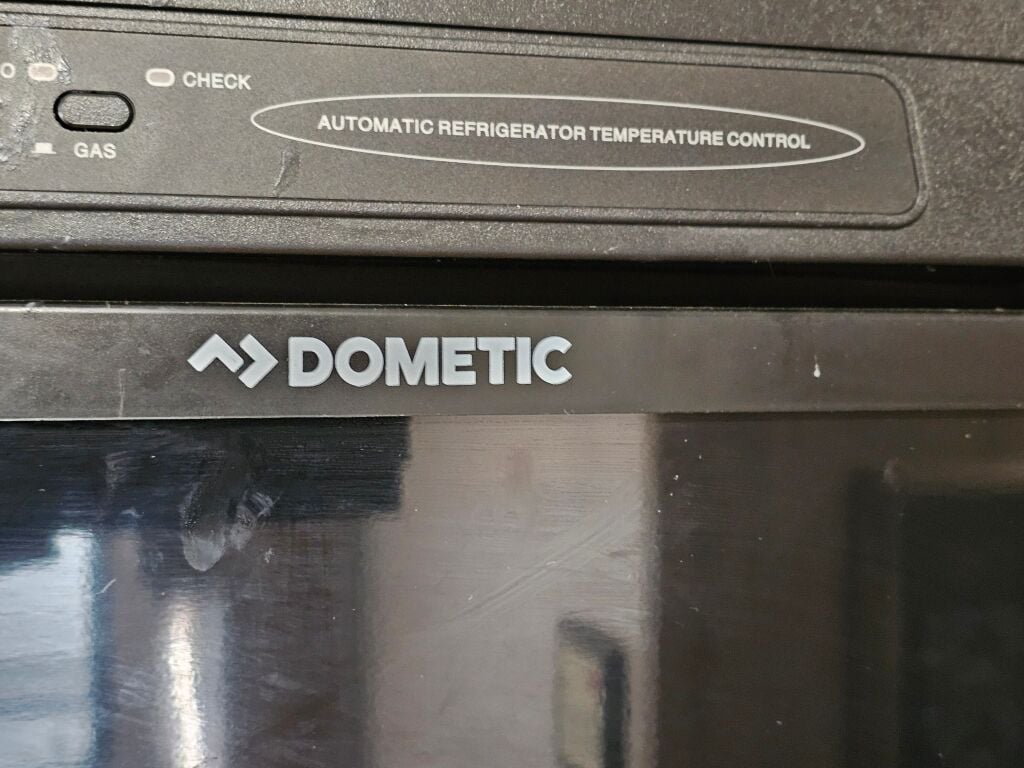 O
CHECK
GAS
AUTOMATIC REFRIGERATOR TEMPERATURE CONTROL
DOMETIC